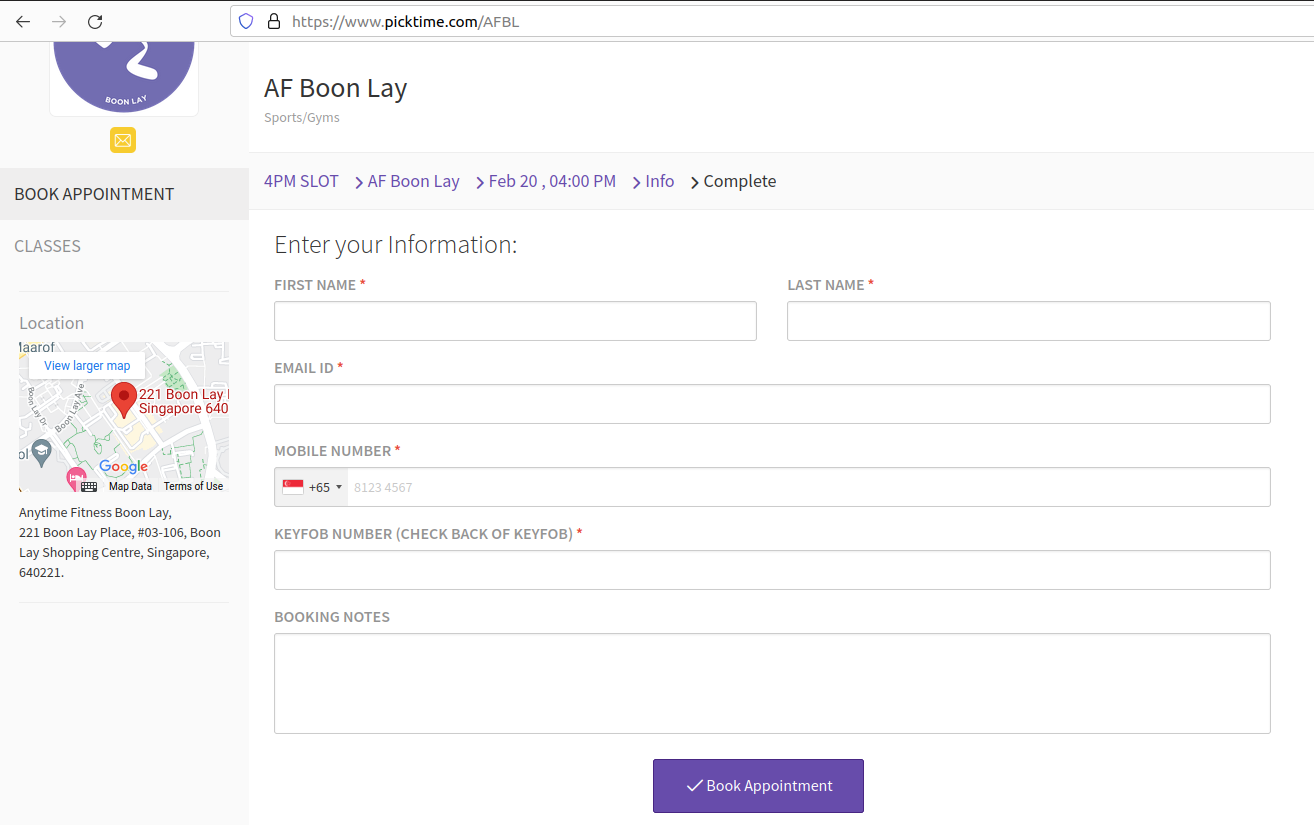 https://www.picktime.com/AFBL
BOON LAY
AF Boon Lay
Sports/Gyms
4PM SLOT
AF Boon Lay
Feb 20 , 04:00 PM
Info
Complete
BOOK APPOINTMENT
CLASSES
Location
View larger map
Boon Lay Dr
Boon Lay Ave
221 Boon Lay
Singapore 640
Google
Map Data
Terms of Use
Anytime Fitness Boon Lay,
221 Boon Lay Place, #03-106, Boon
Lay Shopping Centre, Singapore,
640221.
Enter your Information:
FIRST NAME *
LAST NAME *
EMAIL ID *
MOBILE NUMBER *
+65
8123 4567
KEYFOB NUMBER (CHECK BACK OF KEYFOB) *
BOOKING NOTES
Book Appointment